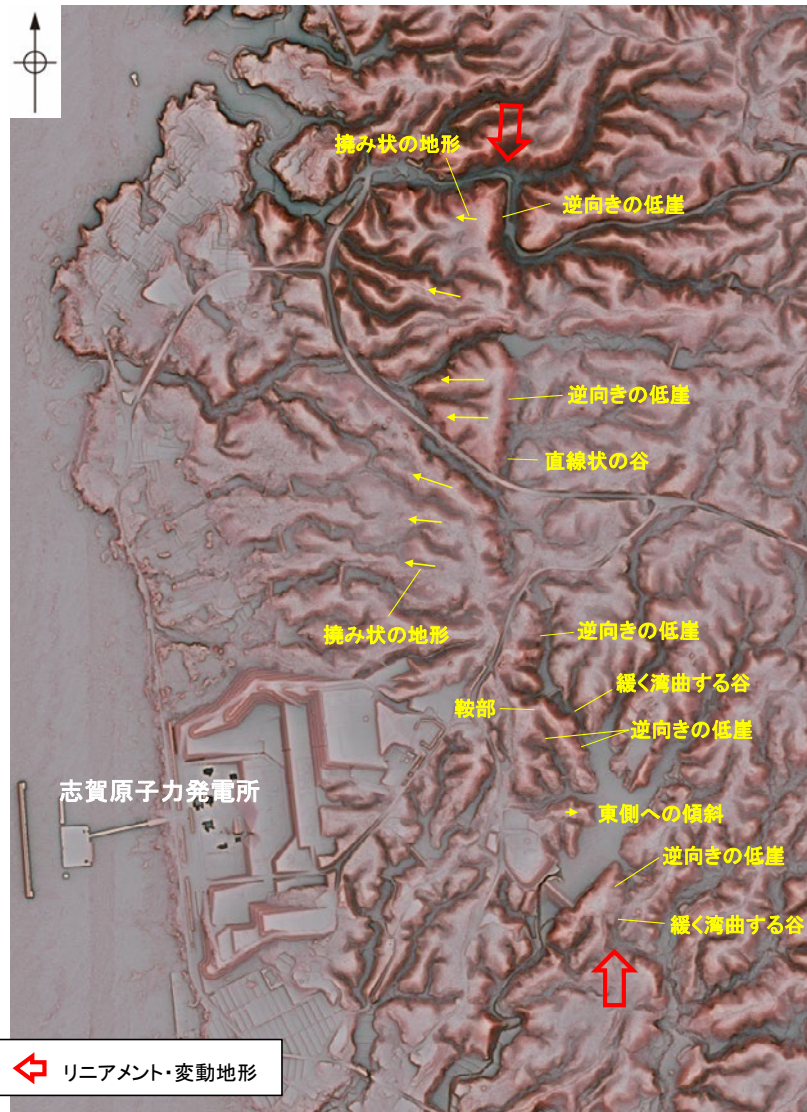 撓み状の地形
逆向きの低崖
逆向きの低崖
直線状の谷
撓み状の地形
逆向きの低崖
緩く湾曲する谷
鞍部
逆向きの低崖
志賀原子力発電所
東側への傾斜
逆向きの低崖
緩く湾曲する谷
リニアメント・変動地形